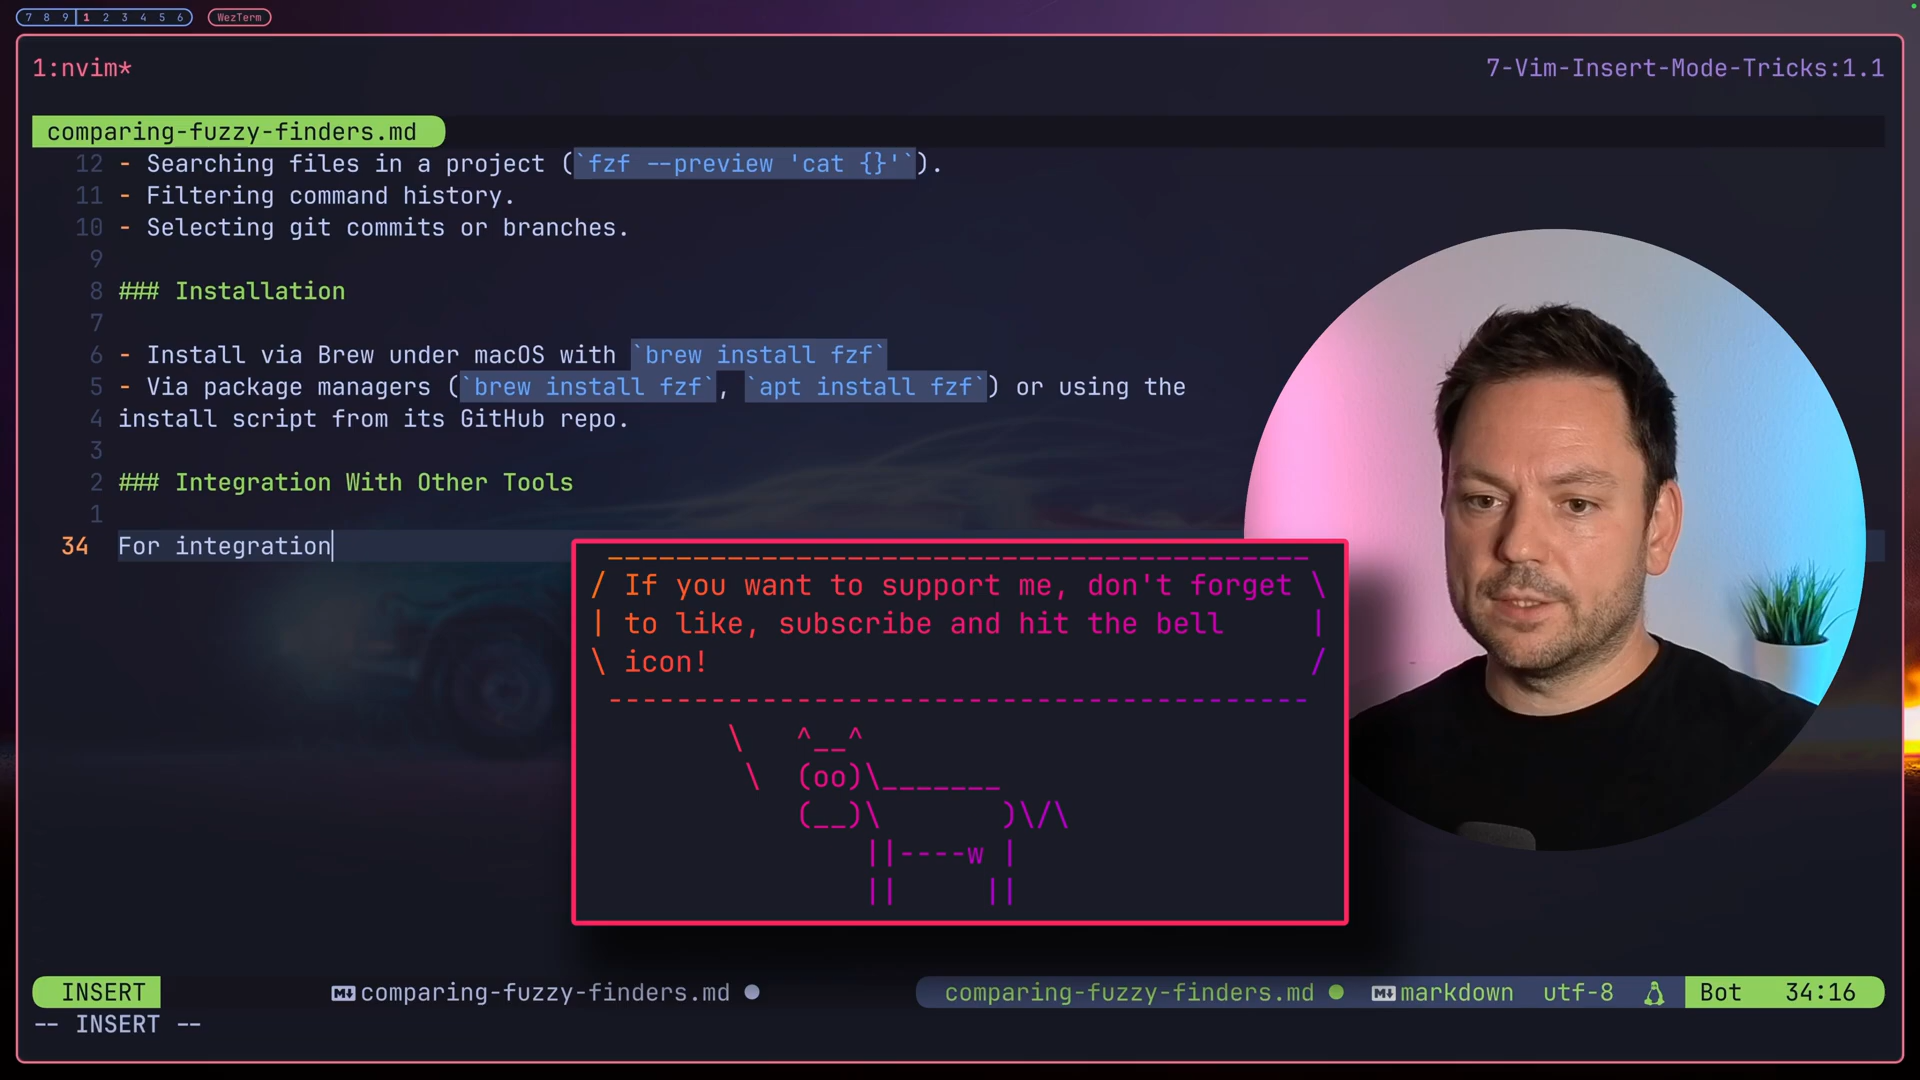 7 8 9 1 2 3 4 5 6 WezTerm
1:nvim* 7-Vim-Insert-Mode-Tricks:1.1
comparing-fuzzy-finders.md
12 - Searching files in a project (`fzf --preview 'cat {}'`).
11 - Filtering command history.
10 - Selecting git commits or branches.
9
8 ### Installation
7
6 - Install via Brew under macOS with `brew install fzf`
5 - Via package managers (`brew install fzf`, `apt install fzf`) or using the
4 install script from its GitHub repo.
3
2 ### Integration With Other Tools
1
34 For integration
/ If you want to support me, don't forget \
| to like, subscribe and hit the bell |
\ icon! /
\ ^__^
\ (oo)\_______
(__)\ )\/\
||----w |
|| ||
INSERT comparing-fuzzy-finders.md ● comparing-fuzzy-finders.md ● markdown utf-8 Bot 34:16
-- INSERT --